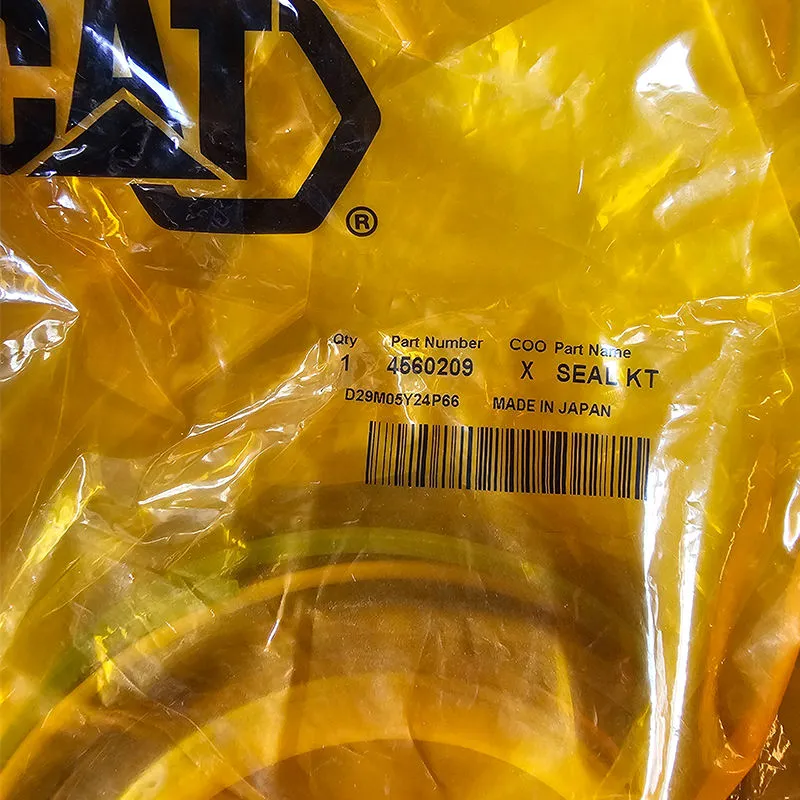 CAT
®
Qty Part Number COO Part Name
1 4560209 X SEAL KT
D29M05Y24P66 MADE IN JAPAN